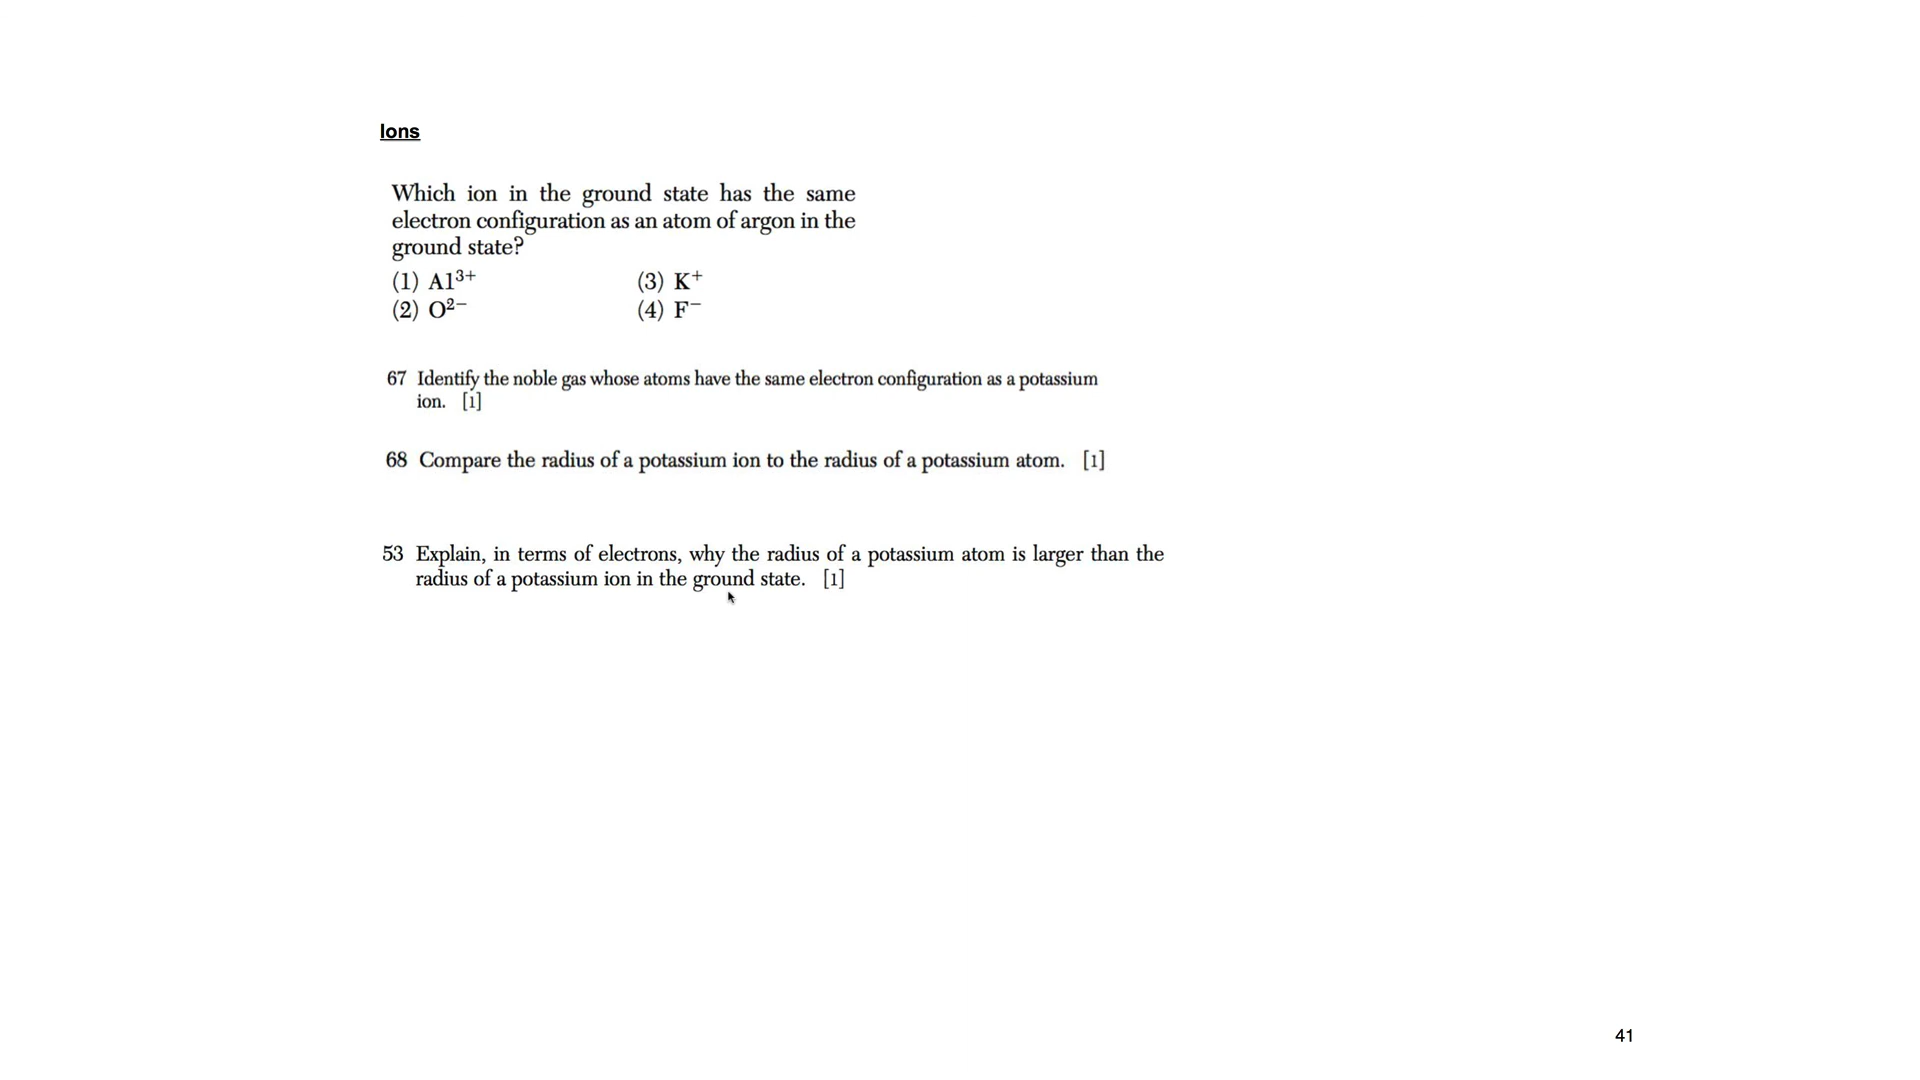 Ions
Which ion in the ground state has the same
electron configuration as an atom of argon in the
ground state?
(1) Al³⁺ (3) K⁺
(2) O²⁻ (4) F⁻
67 Identify the noble gas whose atoms have the same electron configuration as a potassium
ion. [1]
68 Compare the radius of a potassium ion to the radius of a potassium atom. [1]
53 Explain, in terms of electrons, why the radius of a potassium atom is larger than the
radius of a potassium ion in the ground state. [1]
41